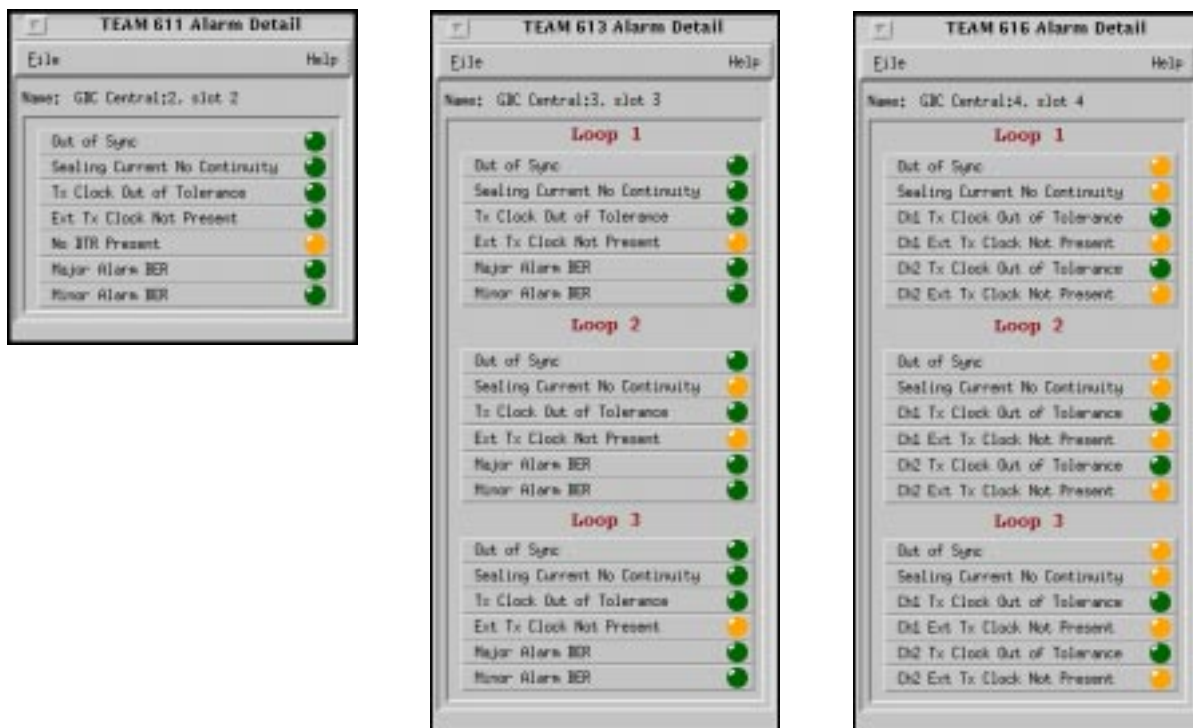 TEAM 611 Alarm Detail
File Help
Name: GDC Central:2, slot 2
Out of Sync
Sealing Current No Continuity
Tx Clock Out of Tolerance
Ext Tx Clock Not Present
No DTR Present
Major Alarm BER
Minor Alarm BER
TEAM 613 Alarm Detail
File Help
Name: GDC Central:3, slot 3
Loop 1
Out of Sync
Sealing Current No Continuity
Tx Clock Out of Tolerance
Ext Tx Clock Not Present
Major Alarm BER
Minor Alarm BER
Loop 2
Out of Sync
Sealing Current No Continuity
Tx Clock Out of Tolerance
Ext Tx Clock Not Present
Major Alarm BER
Minor Alarm BER
Loop 3
Out of Sync
Sealing Current No Continuity
Tx Clock Out of Tolerance
Ext Tx Clock Not Present
Major Alarm BER
Minor Alarm BER
TEAM 616 Alarm Detail
File Help
Name: GDC Central:4, slot 4
Loop 1
Out of Sync
Sealing Current No Continuity
Ch1 Tx Clock Out of Tolerance
Ch1 Ext Tx Clock Not Present
Ch2 Tx Clock Out of Tolerance
Ch2 Ext Tx Clock Not Present
Loop 2
Out of Sync
Sealing Current No Continuity
Ch1 Tx Clock Out of Tolerance
Ch1 Ext Tx Clock Not Present
Ch2 Tx Clock Out of Tolerance
Ch2 Ext Tx Clock Not Present
Loop 3
Out of Sync
Sealing Current No Continuity
Ch1 Tx Clock Out of Tolerance
Ch1 Ext Tx Clock Not Present
Ch2 Tx Clock Out of Tolerance
Ch2 Ext Tx Clock Not Present